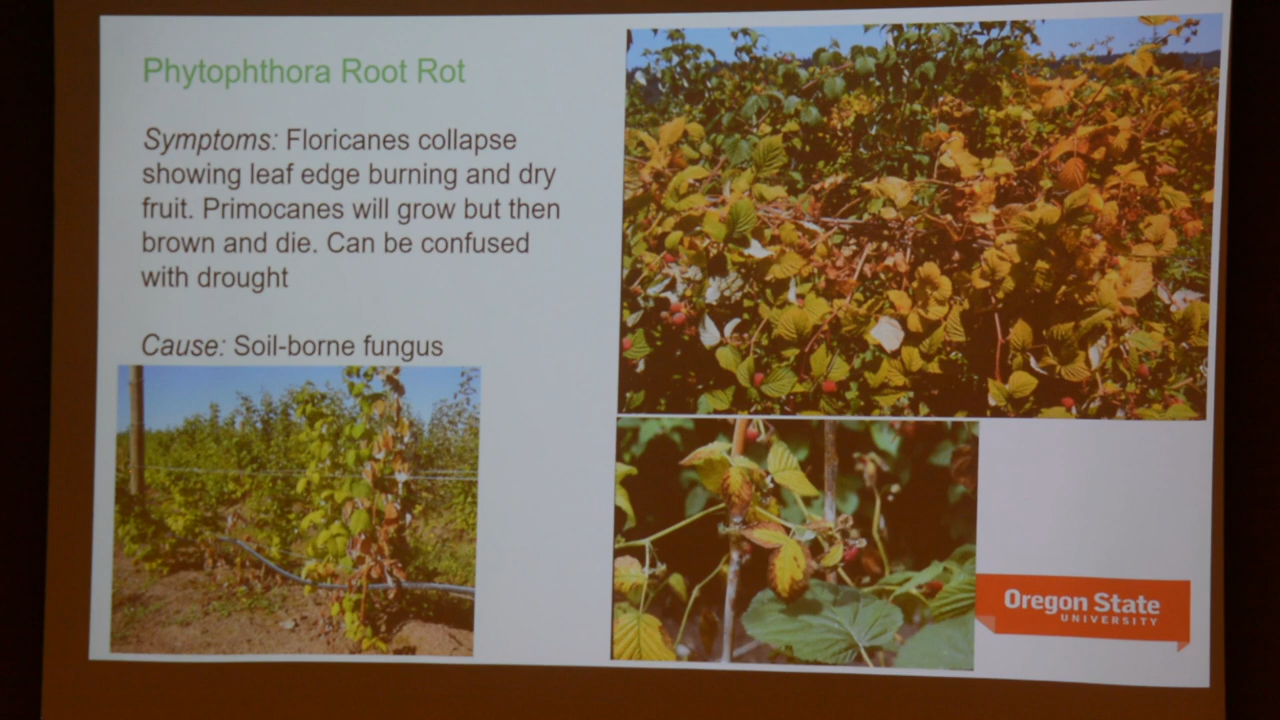 Phytophthora Root Rot
Symptoms: Floricanes collapse
showing leaf edge burning and dry
fruit. Primocanes will grow but then
brown and die. Can be confused
with drought
Cause: Soil-borne fungus
Oregon State
UNIVERSITY